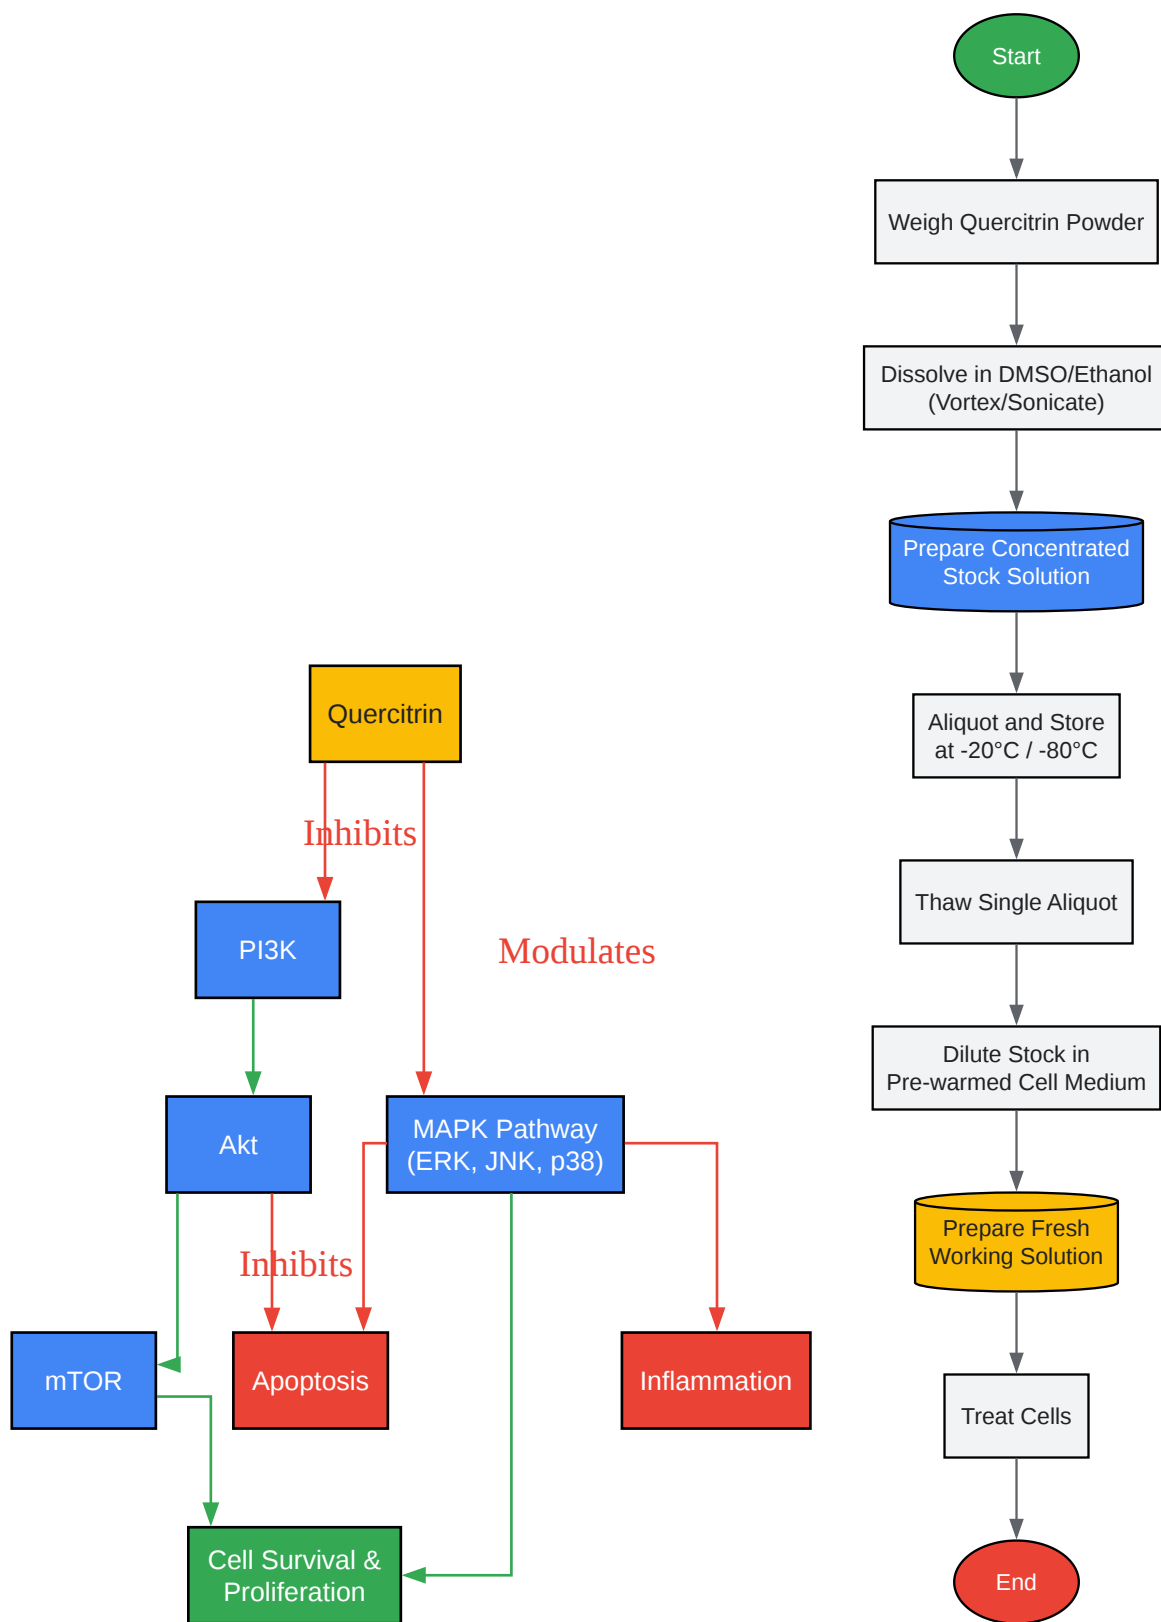 Start
Weigh Quercitrin Powder
Dissolve in DMSO/Ethanol
(Vortex/Sonicate)
Prepare Concentrated
Stock Solution
Aliquot and Store
at -20°C / -80°C
Thaw Single Aliquot
Dilute Stock in
Pre-warmed Cell Medium
Prepare Fresh
Working Solution
Treat Cells
End
Quercitrin
Inhibits
PI3K
Modulates
Akt
MAPK Pathway
(ERK, JNK, p38)
Inhibits
mTOR
Apoptosis
Inflammation
Cell Survival &
Proliferation